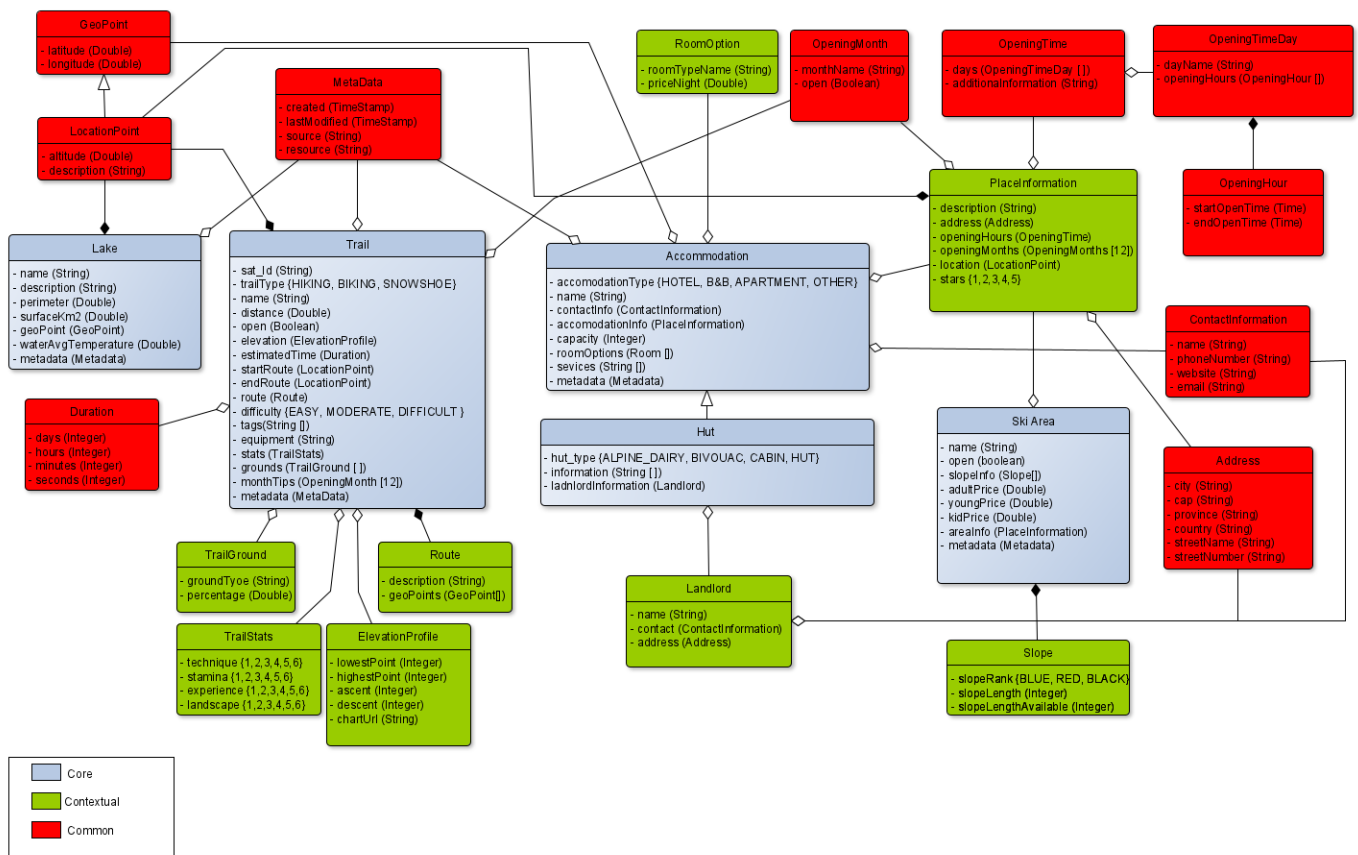 GeoPoint
- latitude (Double)
- longitude (Double)
LocationPoint
- altitude (Double)
- description (String)
MetaData
- created (TimeStamp)
- lastModified (TimeStamp)
- source (String)
- resource (String)
RoomOption
- roomTypeName (String)
- priceNight (Double)
OpeningMonth
- monthName (String)
- open (Boolean)
OpeningTime
- days (OpeningTimeDay [ ])
- additionalInformation (String)
OpeningTimeDay
- dayName (String)
- openingHours (OpeningHour [])
OpeningHour
- startOpenTime (Time)
- endOpenTime (Time)
PlaceInformation
- description (String)
- address (Address)
- openingHours (OpeningTime)
- openingMonths (OpeningMonths [12])
- location (LocationPoint)
- stars {1,2,3,4,5}
Lake
- name (String)
- description (String)
- perimeter (Double)
- surfaceKm2 (Double)
- geoPoint (GeoPoint)
- waterAvgTemperature (Double)
- metadata (Metadata)
Trail
- sat_Id (String)
- trailType {HIKING, BIKING, SNOWSHOE}
- name (String)
- distance (Double)
- open (Boolean)
- elevation (ElevationProfile)
- estimatedTime (Duration)
- startRoute (LocationPoint)
- endRoute (LocationPoint)
- route (Route)
- difficulty {EASY, MODERATE, DIFFICULT }
- tags(String [])
- equipment (String)
- stats (TrailStats)
- grounds (TrailGround [ ])
- monthTips (OpeningMonth [12])
- metadata (MetaData)
Accommodation
- accomodationType {HOTEL, B&B, APARTMENT, OTHER}
- name (String)
- contactInfo (ContactInformation)
- accomodationInfo (PlaceInformation)
- capacity (Integer)
- roomOptions (Room [])
- sevices (String [])
- metadata (Metadata)
ContactInformation
- name (String)
- phoneNumber (String)
- website (String)
- email (String)
Duration
- days (Integer)
- hours (Integer)
- minutes (Integer)
- seconds (Integer)
Hut
- hut_type {ALPINE_DAIRY, BIVOUAC, CABIN, HUT}
- information (String [ ])
- ladnlordInformation (Landlord)
Ski Area
- name (String)
- open (boolean)
- slopeInfo (Slope[])
- adultPrice (Double)
- youngPrice (Double)
- kidPrice (Double)
- areaInfo (PlaceInformation)
- metadata (Metadata)
Address
- city (String)
- cap (String)
- province (String)
- country (String)
- streetName (String)
- streetNumber (String)
TrailGround
- groundTyoe (String)
- percentage (Double)
Route
- description (String)
- geoPoints (GeoPoint[])
Landlord
- name (String)
- contact (ContactInformation)
- address (Address)
TrailStats
- technique {1,2,3,4,5,6}
- stamina {1,2,3,4,5,6}
- experience {1,2,3,4,5,6}
- landscape {1,2,3,4,5,6}
ElevationProfile
- lowestPoint (Integer)
- highestPoint (Integer)
- ascent (Integer)
- descent (Integer)
- chartUrl (String)
Slope
- slopeRank {BLUE, RED, BLACK}
- slopeLength (Integer)
- slopeLengthAvailable (Integer)
Core
Contextual
Common